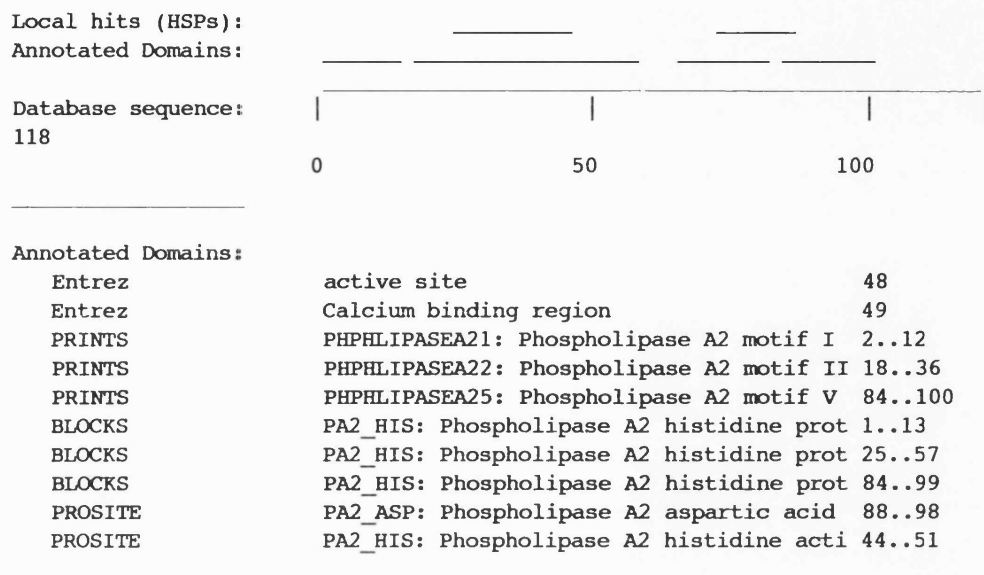 Local hits (HSPs):
Annotated Domains:
Database sequence:
118
0 50 100
Annotated Domains:
Entrez active site 48
Entrez Calcium binding region 49
PRINTS PHPHLIPASEA21: Phospholipase A2 motif I 2..12
PRINTS PHPHLIPASEA22: Phospholipase A2 motif II 18..36
PRINTS PHPHLIPASEA25: Phospholipase A2 motif V 84..100
BLOCKS PA2_HIS: Phospholipase A2 histidine prot 1..13
BLOCKS PA2_HIS: Phospholipase A2 histidine prot 25..57
BLOCKS PA2_HIS: Phospholipase A2 histidine prot 84..99
PROSITE PA2_ASP: Phospholipase A2 aspartic acid 88..98
PROSITE PA2_HIS: Phospholipase A2 histidine acti 44..51